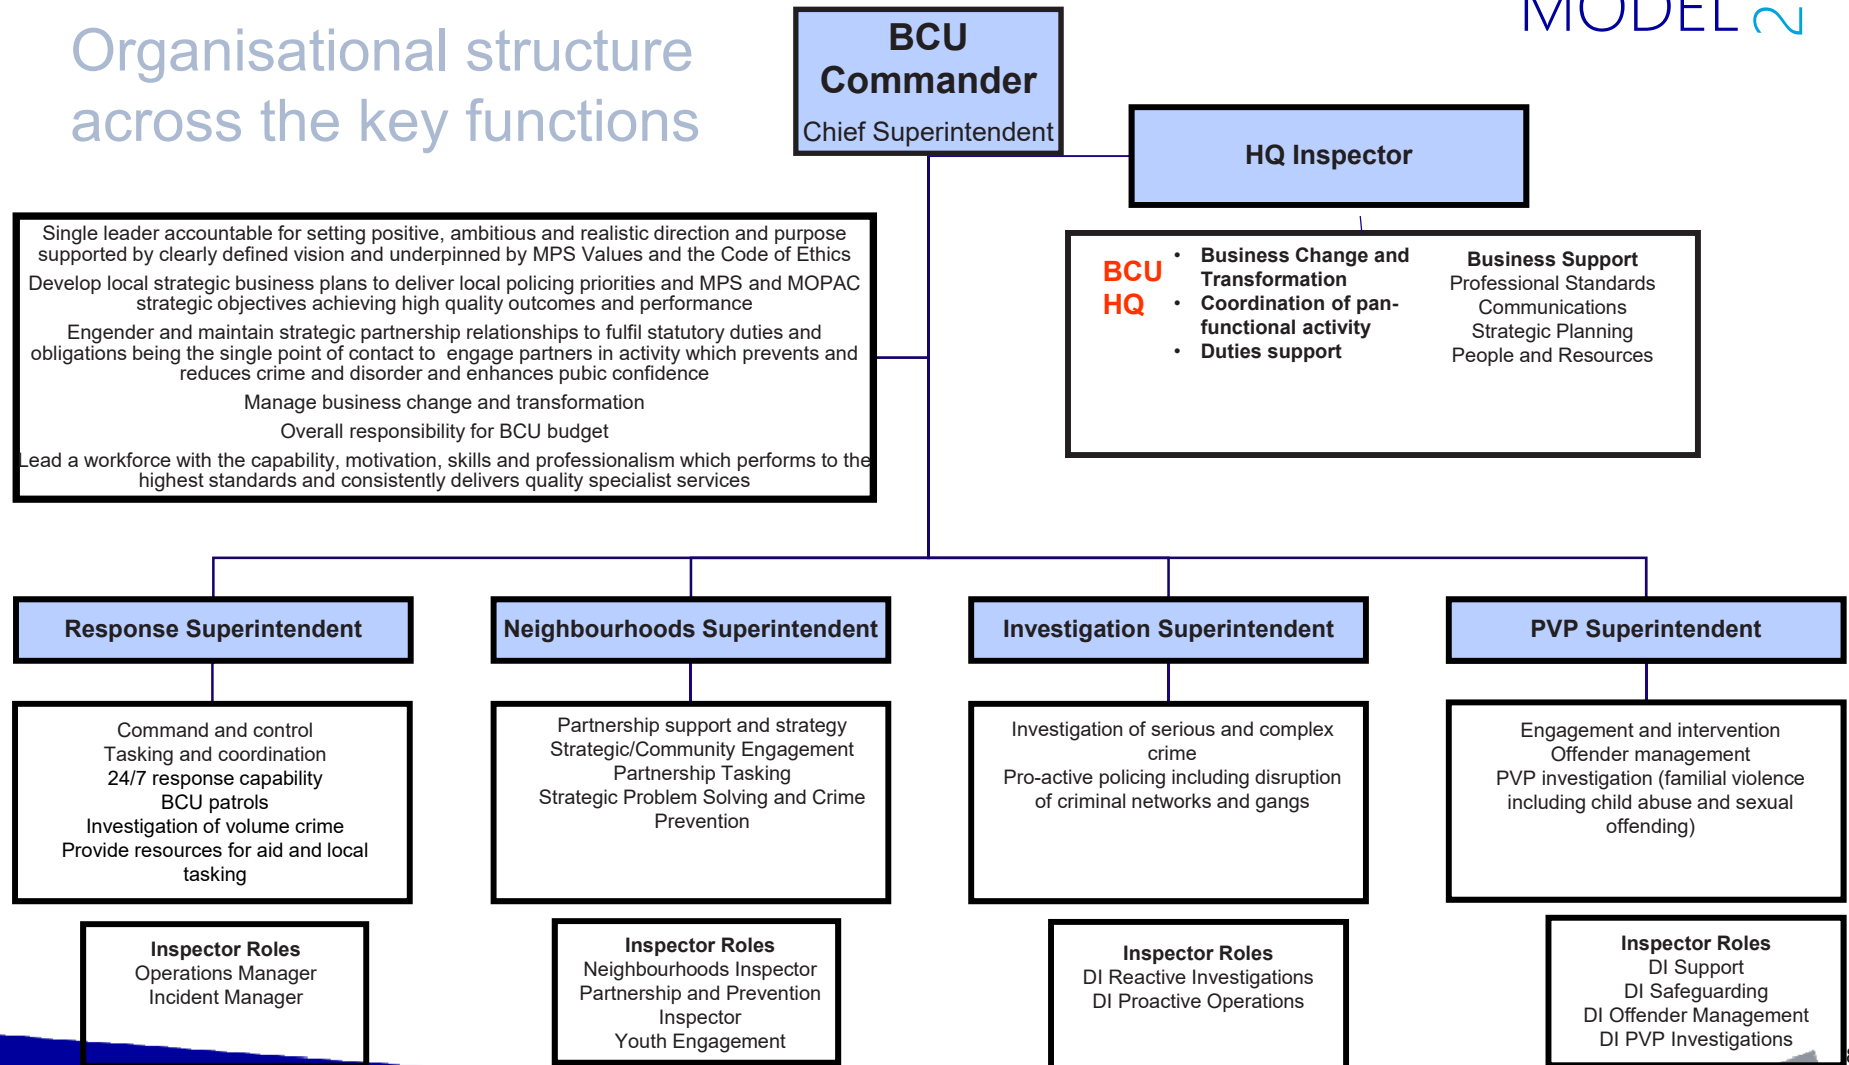 Organisational structure
across the key functions
BCU
Commander
Chief Superintendent
MODEL 2
HQ Inspector
Single leader accountable for setting positive, ambitious and realistic direction and purpose
supported by clearly defined vision and underpinned by MPS Values and the Code of Ethics
Develop local strategic business plans to deliver local policing priorities and MPS and MOPAC
strategic objectives achieving high quality outcomes and performance
Engender and maintain strategic partnership relationships to fulfil statutory duties and
obligations being the single point of contact to engage partners in activity which prevents and
reduces crime and disorder and enhances pubic confidence
Manage business change and transformation
Overall responsibility for BCU budget
Lead a workforce with the capability, motivation, skills and professionalism which performs to the
highest standards and consistently delivers quality specialist services
BCU
HQ
• Business Change and
Transformation
• Coordination of pan-
functional activity
• Duties support
Business Support
Professional Standards
Communications
Strategic Planning
People and Resources
Response Superintendent
Command and control
Tasking and coordination
24/7 response capability
BCU patrols
Investigation of volume crime
Provide resources for aid and local
tasking
Inspector Roles
Operations Manager
Incident Manager
Neighbourhoods Superintendent
Partnership support and strategy
Strategic/Community Engagement
Partnership Tasking
Strategic Problem Solving and Crime
Prevention
Inspector Roles
Neighbourhoods Inspector
Partnership and Prevention
Inspector
Youth Engagement
Investigation Superintendent
Investigation of serious and complex
crime
Pro-active policing including disruption
of criminal networks and gangs
Inspector Roles
DI Reactive Investigations
DI Proactive Operations
PVP Superintendent
Engagement and intervention
Offender management
PVP investigation (familial violence
including child abuse and sexual
offending)
Inspector Roles
DI Support
DI Safeguarding
DI Offender Management
DI PVP Investigations